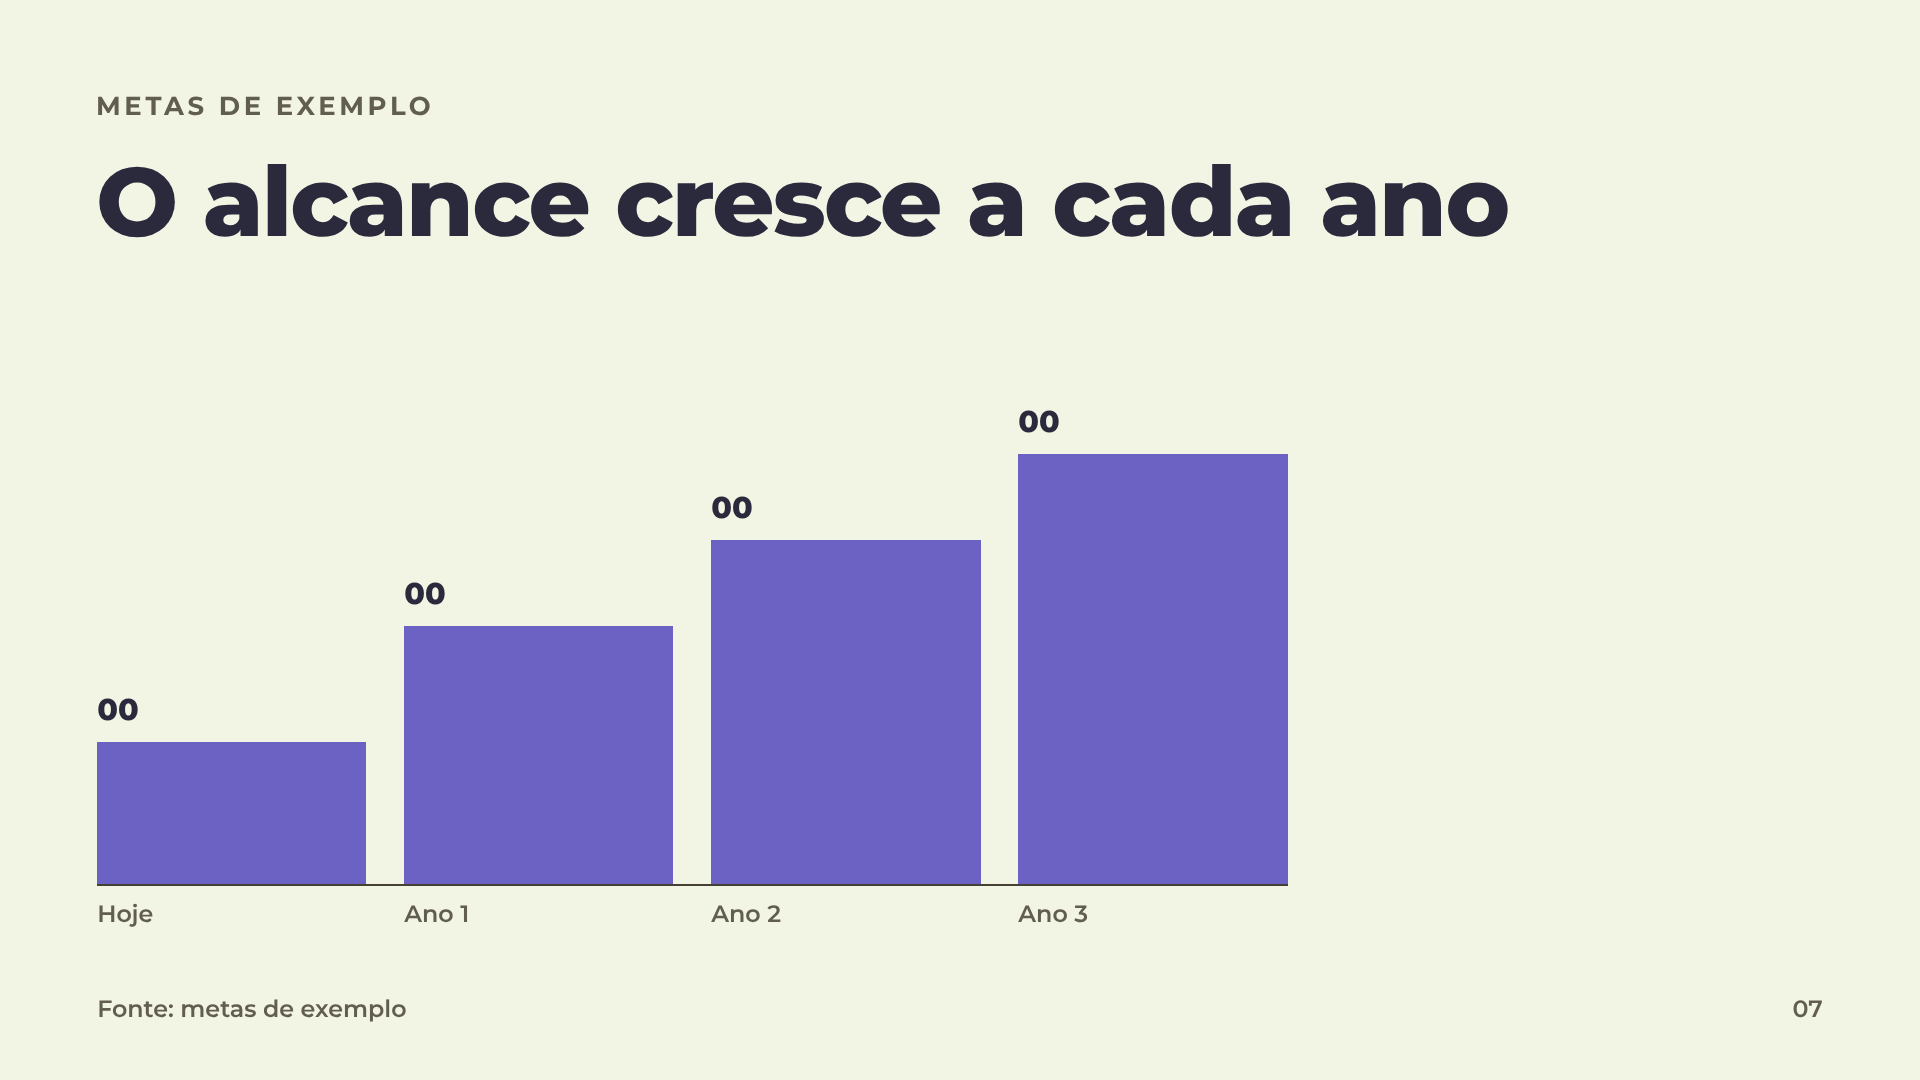 METAS DE EXEMPLO
O alcance cresce a cada ano
00
00
00
00
Hoje
Ano 1
Ano 2
Ano 3
Fonte: metas de exemplo
07